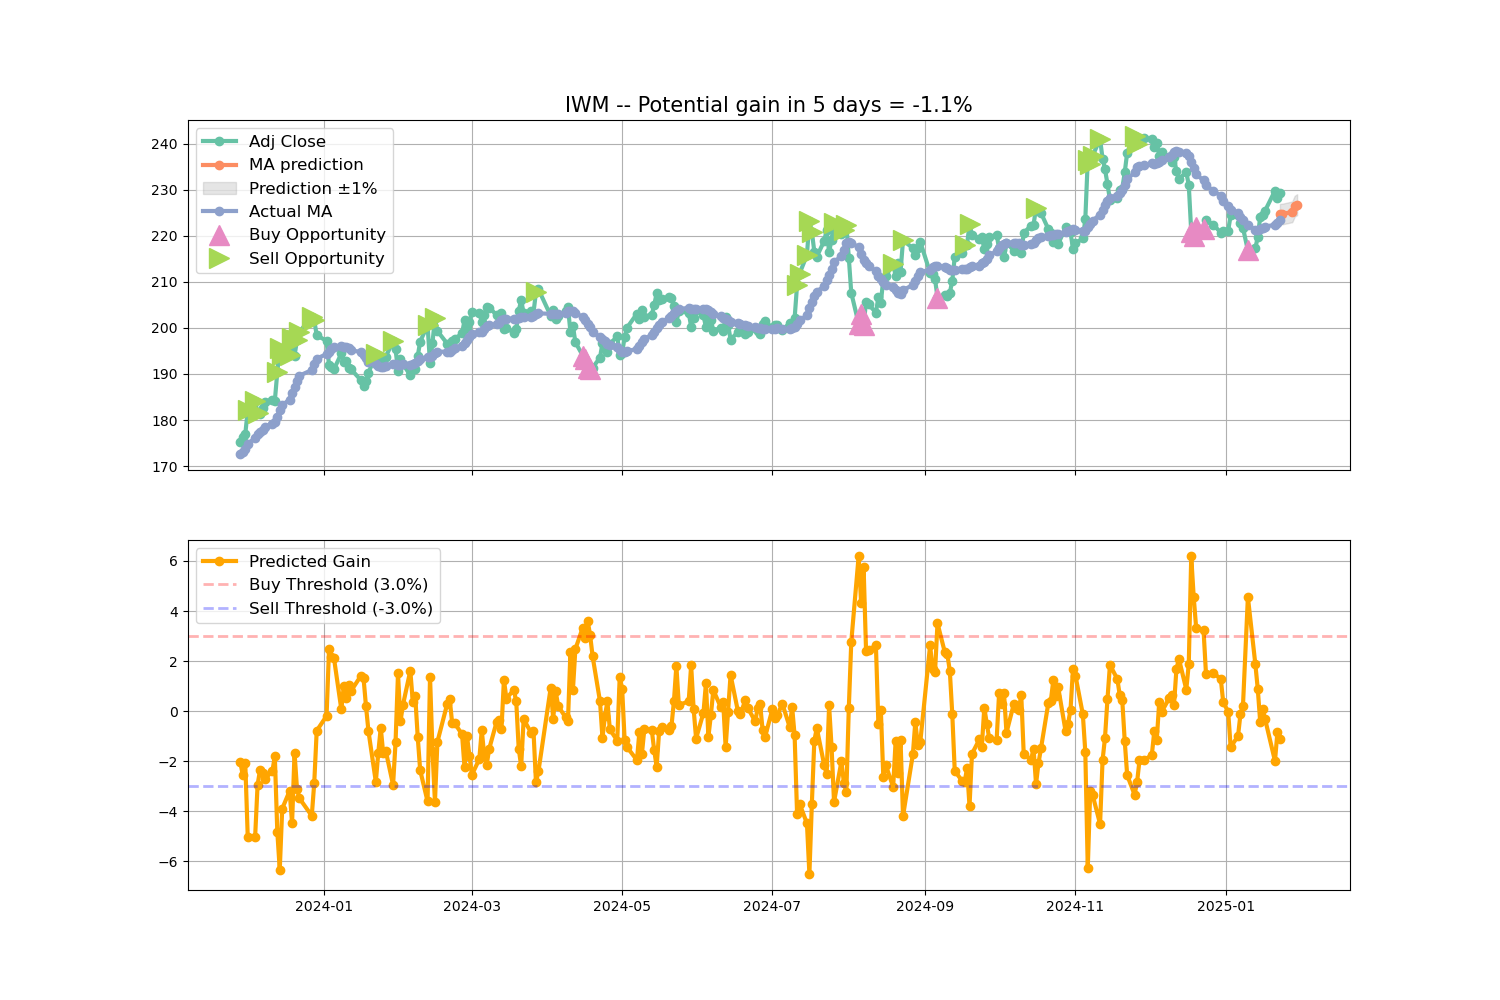 IWM -- Potential gain in 5 days = -1.1%
Adj Close
MA prediction
Prediction ±1%
Actual MA
Buy Opportunity
Sell Opportunity
240
230
220
210
200
190
180
170
Predicted Gain
Buy Threshold (3.0%)
Sell Threshold (-3.0%)
6
4
2
0
−2
−4
−6
2024-01
2024-03
2024-05
2024-07
2024-09
2024-11
2025-01